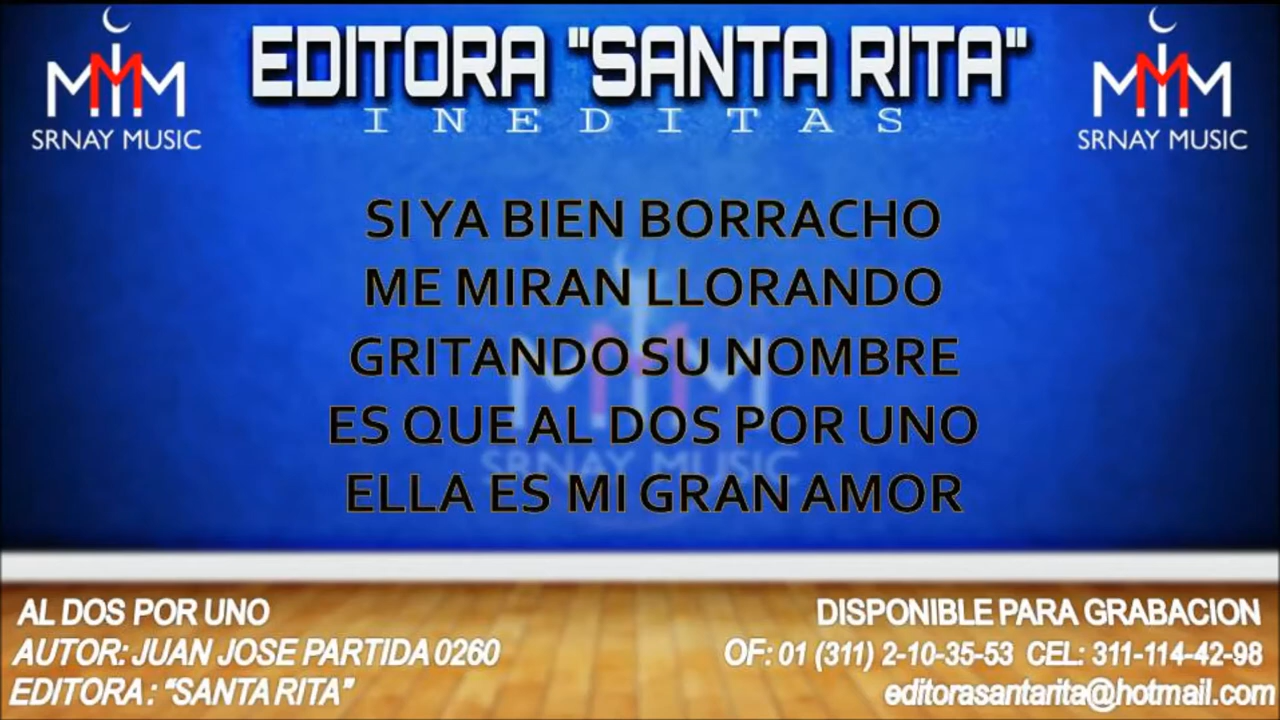 EDITORA "SANTA RITA"
INEDITAS
SRNAY MUSIC
SRNAY MUSIC
SI YA BIEN BORRACHO
ME MIRAN LLORANDO
GRITANDO SU NOMBRE
ES QUE AL DOS POR UNO
ELLA ES MI GRAN AMOR
SRNAY MUSIC
AL DOS POR UNO
AUTOR: JUAN JOSE PARTIDA 0260
EDITORA : "SANTA RITA"
DISPONIBLE PARA GRABACION
OF: 01 (311) 2-10-35-53 CEL: 311-114-42-98
editorasantarita@hotmail.com